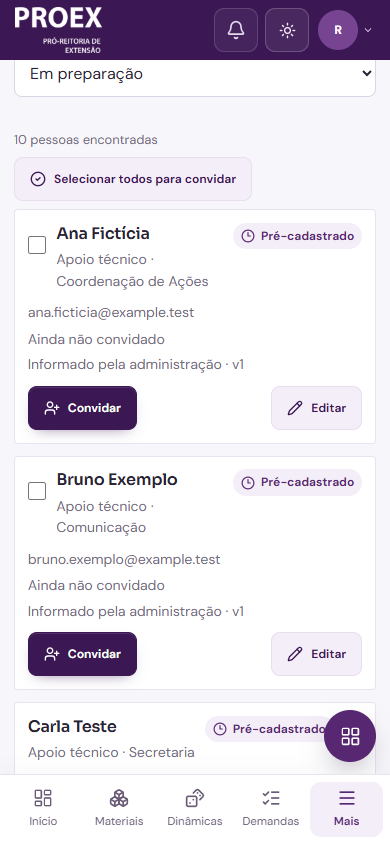 PROEX
PRÓ-REITORIA DE
EXTENSÃO
R
Em preparação
10 pessoas encontradas
Selecionar todos para convidar
Ana Fictícia
Pré-cadastrado
Apoio técnico ·
Coordenação de Ações
ana.ficticia@example.test
Ainda não convidado
Informado pela administração · v1
Convidar
Editar
Bruno Exemplo
Pré-cadastrado
Apoio técnico ·
Comunicação
bruno.exemplo@example.test
Ainda não convidado
Informado pela administração · v1
Convidar
Editar
Carla Teste
Pré-cadastrado
Apoio técnico · Secretaria
Início
Materiais
Dinâmicas
Demandas
Mais